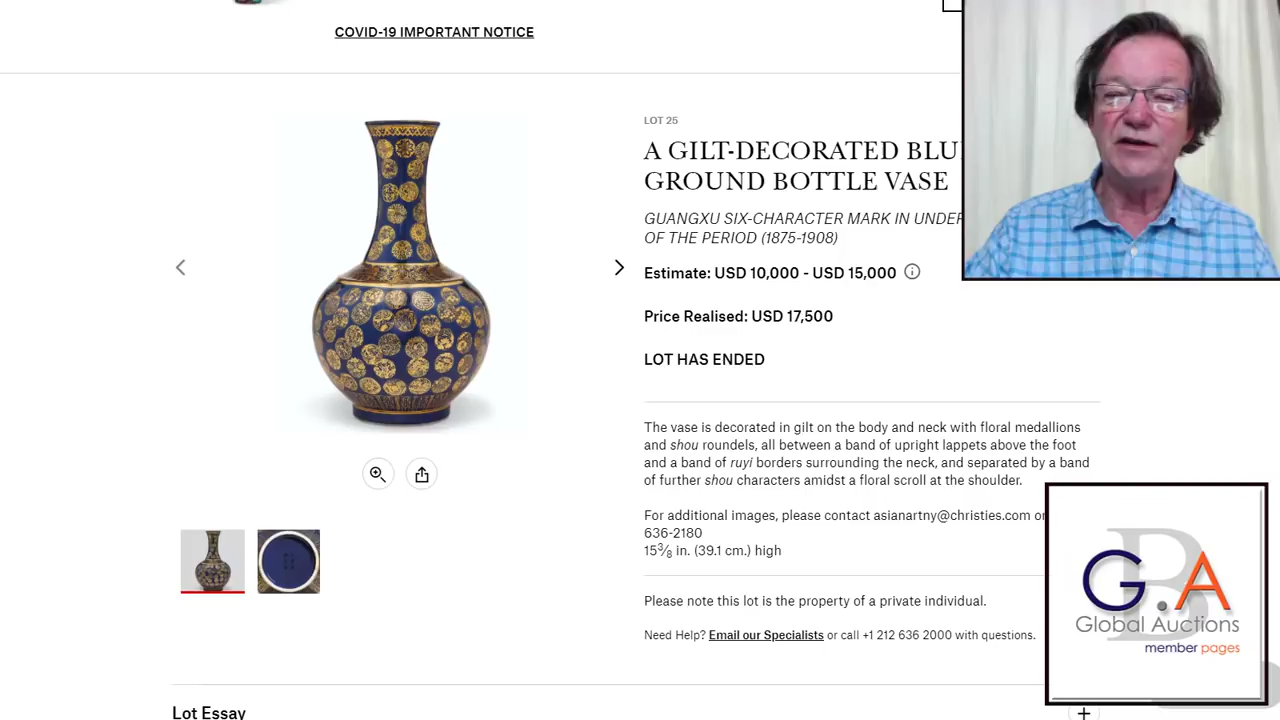 COVID-19 IMPORTANT NOTICE
LOT 25
A GILT-DECORATED
GROUND BOTTLE VASE
GUANGXU SIX-CHARACTER MARK IN
OF THE PERIOD (1875-1908)
Estimate: USD 10,000 - USD 15,000
Price Realised: USD 17,500
LOT HAS ENDED
The vase is decorated in gilt on the body and neck with floral medallions
and shou roundels, all between a band of upright lappets above the foot
and a band of ruyi borders surrounding the neck, and separated by a band
of further shou characters amidst a floral scroll at the shoulder.
For additional images, please contact asianartny@christies.com
636-2180
15⅜ in. (39.1 cm.) high
Please note this lot is the property of a private individual.
Need Help? Email our Specialists or call +1 212 636 2000 with questions.
Lot Essay
B
G.A
Global Auctions
member pages